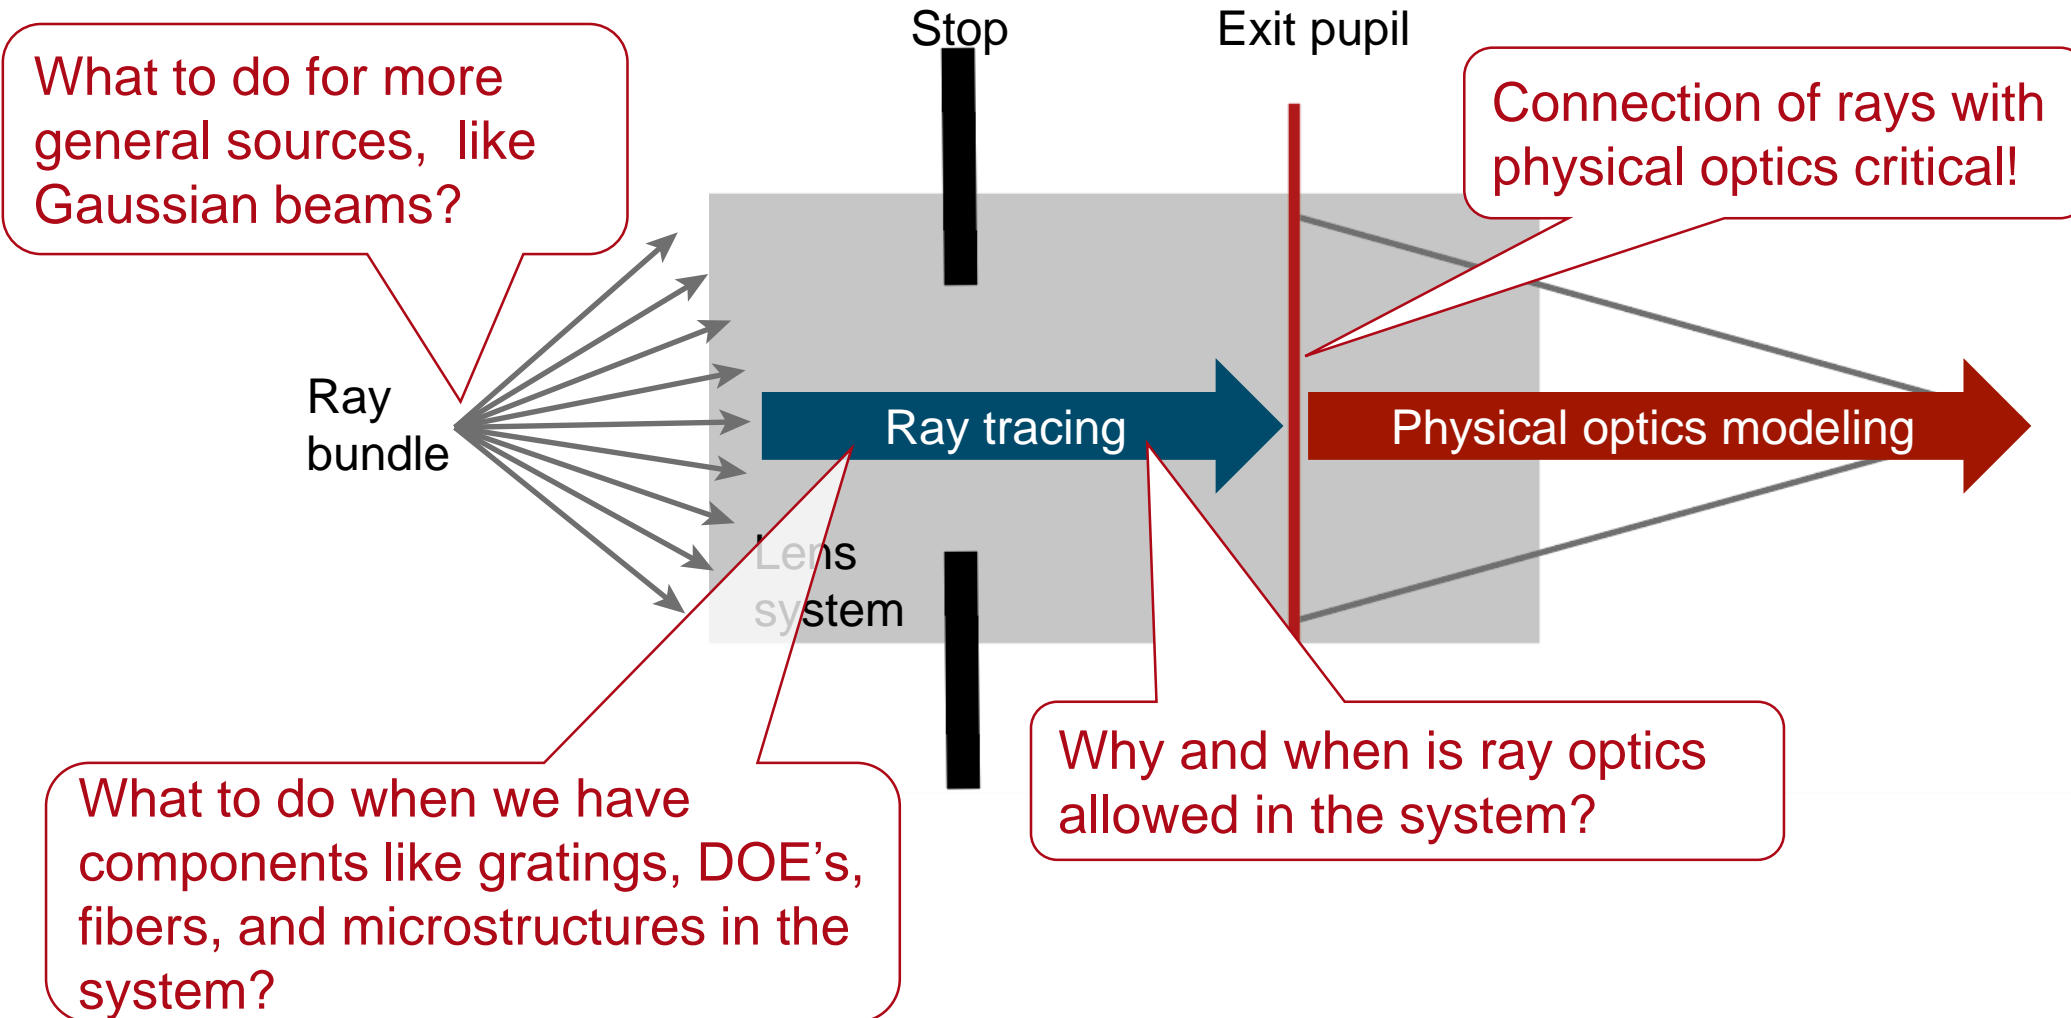 Stop
Exit pupil
What to do for more
general sources,  like
Gaussian beams?
Connection of rays with
physical optics critical!
Ray
bundle
Ray tracing
Physical optics modeling
Lens
system
Why and when is ray optics
allowed in the system?
What to do when we have
components like gratings, DOE’s,
fibers, and microstructures in the
system?